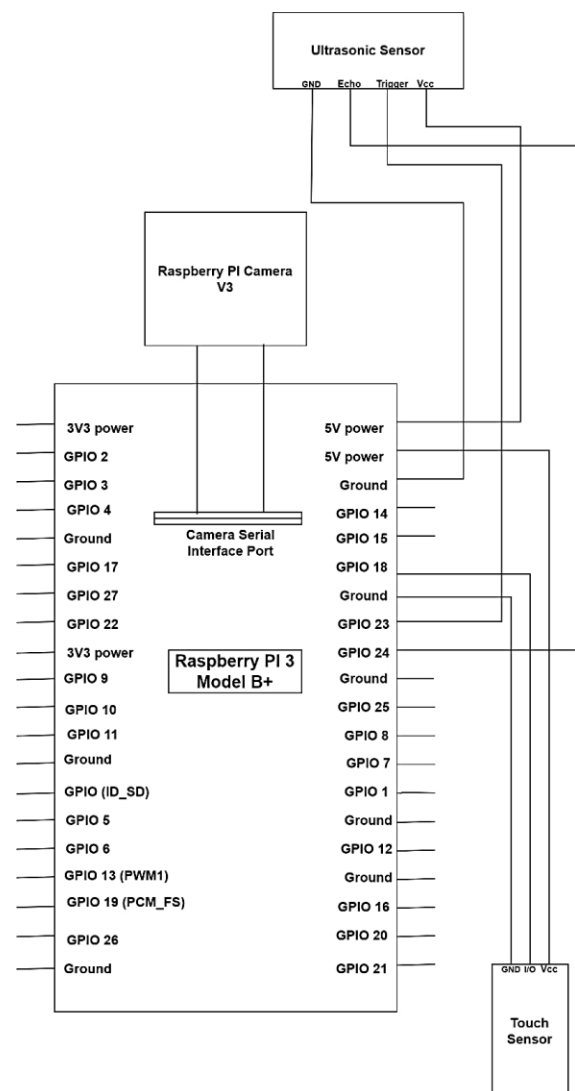 Ultrasonic Sensor
GND Echo Trigger Vcc
Raspberry PI Camera
V3
3V3 power
GPIO 2
GPIO 3
GPIO 4
Ground
GPIO 17
GPIO 27
GPIO 22
3V3 power
GPIO 9
GPIO 10
GPIO 11
Ground
GPIO (ID_SD)
GPIO 5
GPIO 6
GPIO 13 (PWM1)
GPIO 19 (PCM_FS)
GPIO 26
Ground
Camera Serial
Interface Port
Raspberry PI 3
Model B+
5V power
5V power
Ground
GPIO 14
GPIO 15
GPIO 18
Ground
GPIO 23
GPIO 24
Ground
GPIO 25
GPIO 8
GPIO 7
GPIO 1
Ground
GPIO 12
Ground
GPIO 16
GPIO 20
GPIO 21
GND I/O Vcc
Touch
Sensor